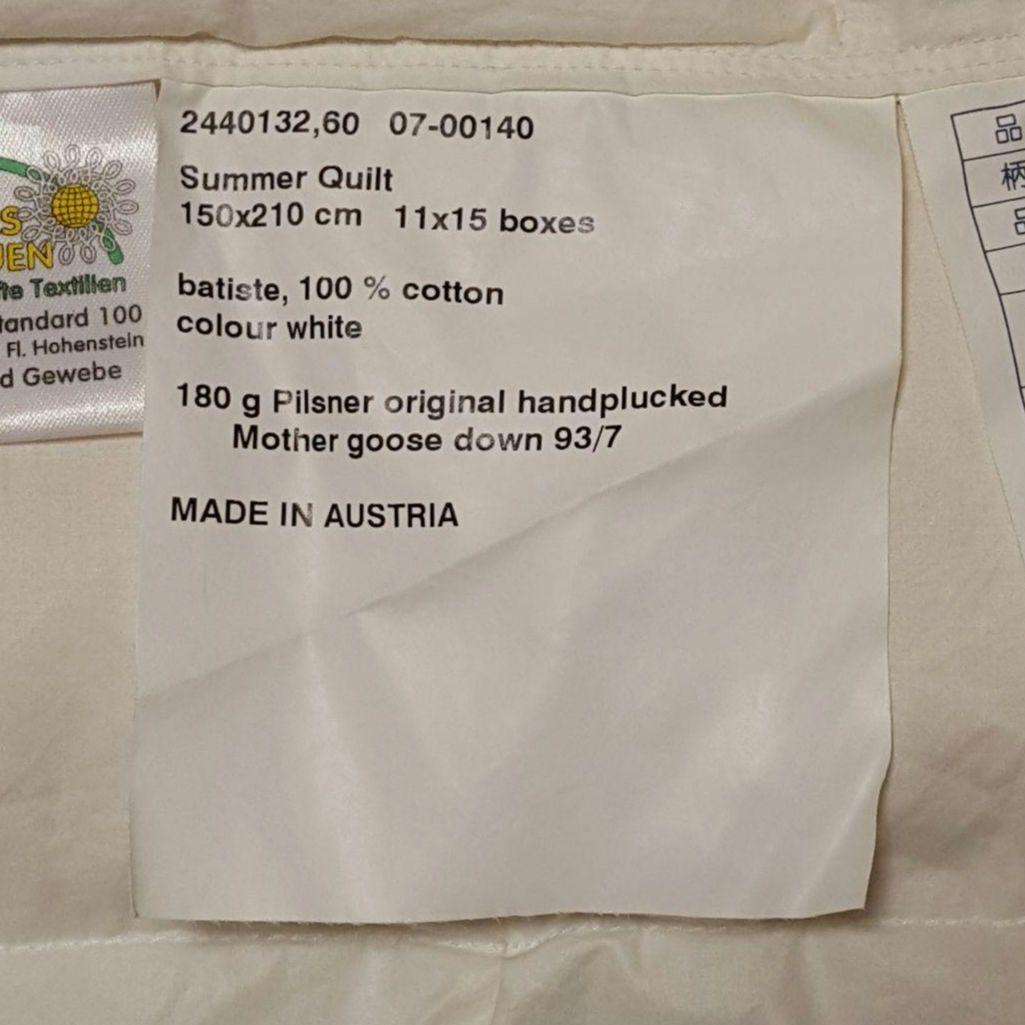 2440132,60 07-00140
Summer Quilt
150x210 cm 11x15 boxes
batiste, 100 % cotton
colour white
180 g Pilsner original handplucked
Mother goose down 93/7
MADE IN AUSTRIA
Textilien
100
Fl. Hohenstein
Gewebe
品
柄
品